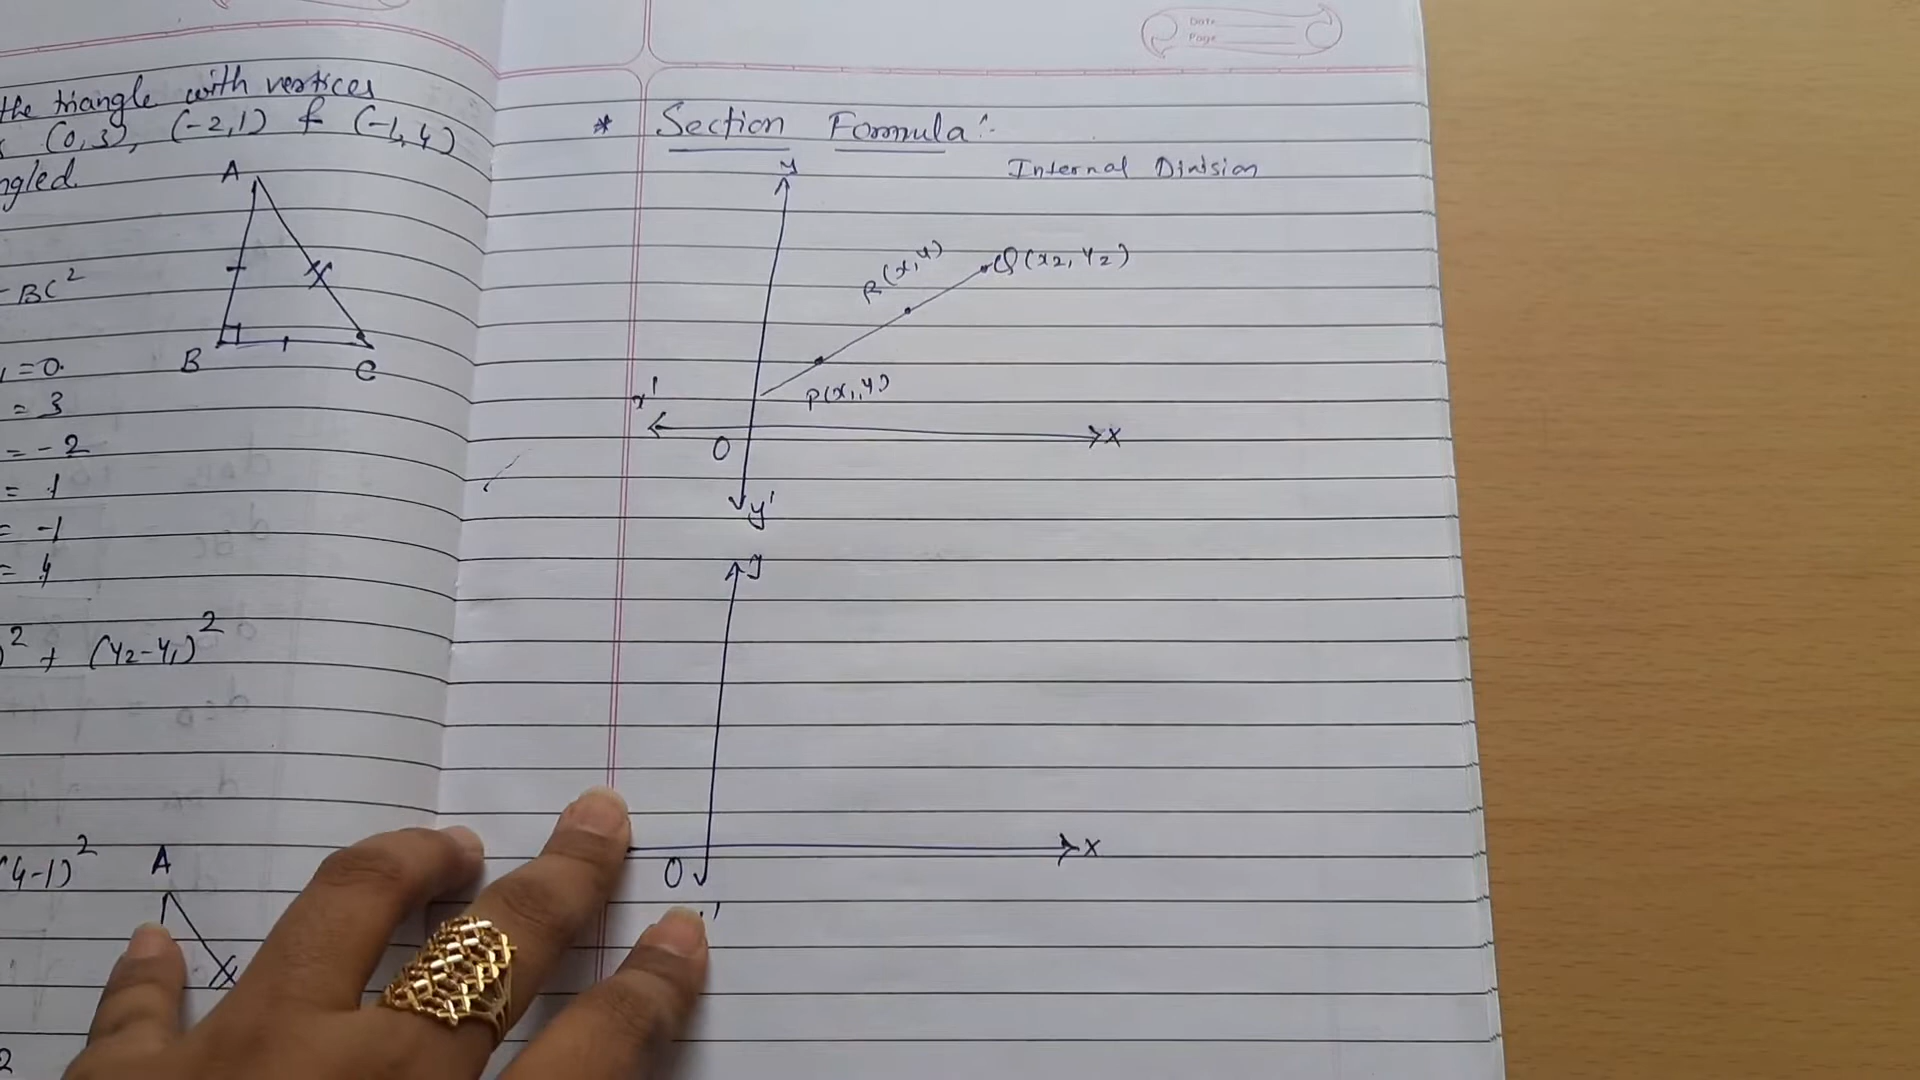 the triangle with vertices
(0,3), (-2,1) & (-1,4)
ngled.
A
- BC²
B
C
= 0
= 3
= -2
= 1
= -1
= 4
)² + (y₂-y₁)²
(4-1)²
A
2
Date
Page
* Section Formula:-
Internal Division
y
R(x,y)
Q(x₂,y₂)
P(x₁,y₁)
x'
O
X
y'
y
X
O